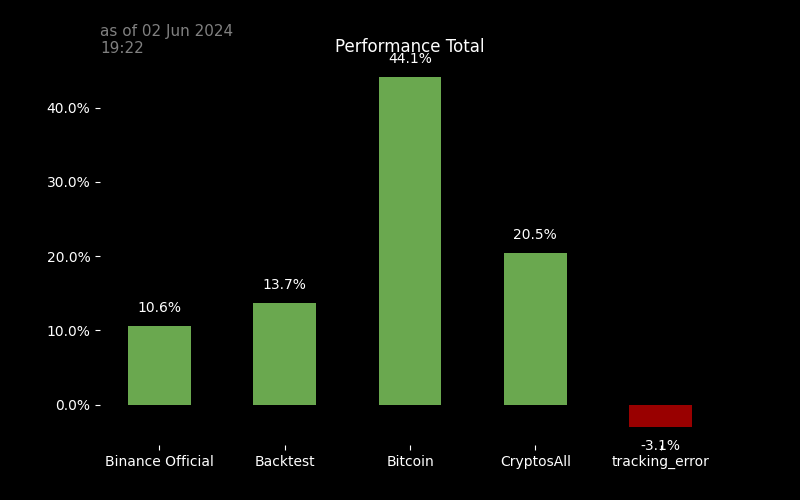 as of 02 Jun 2024
19:22
Performance Total
44.1%
40.0%
30.0%
20.5%
20.0%
13.7%
10.6%
10.0%
0.0%
-3.1%
Binance Official
Backtest
Bitcoin
CryptosAll
tracking_error